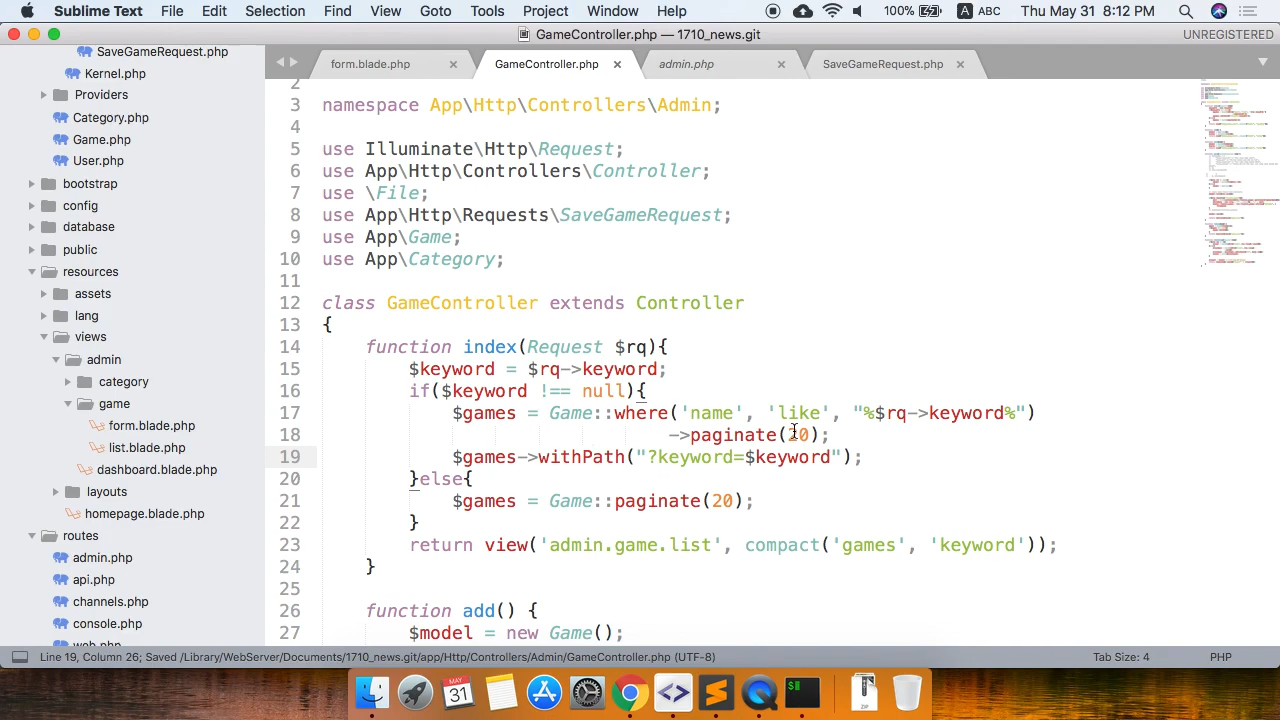 Sublime Text File Edit Selection Find View Goto Tools Project Window Help 100% A ABC Thu May 31 8:12 PM
GameController.php — 1710_news.git UNREGISTERED
form.blade.php GameController.php admin.php SaveGameRequest.php
SaveGameRequest.php
Kernel.php
Providers
Category.php
Game.php
User.php
bootstrap
config
database
public
resources
assets
lang
views
admin
category
game
form.blade.php
list.blade.php
dashboard.blade.php
layouts
homepage.blade.php
routes
admin.php
api.php
channels.php
console.php
web.php
2
3 namespace App\Http\Controllers\Admin;
4
5 use Illuminate\Http\Request;
6 use App\Http\Controllers\Controller;
7 use \File;
8 use App\Http\Requests\SaveGameRequest;
9 use App\Game;
10 use App\Category;
11
12 class GameController extends Controller
13 {
14 function index(Request $rq){
15 $keyword = $rq->keyword;
16 if($keyword !== null){
17 $games = Game::where('name', 'like', "%$rq->keyword%")
18 ->paginate(20);
19 $games->withPath("?keyword=$keyword");
20 }else{
21 $games = Game::paginate(20);
22 }
23 return view('admin.game.list', compact('games', 'keyword'));
24 }
25
26 function add() {
27 $model = new Game();
Line 19, Column 26; Saved /Library/WebServer/Documents/1710_news.git/app/Http/Controllers/Admin/GameController.php (UTF-8) Tab Size: 4 PHP
MAY
31
ZIP